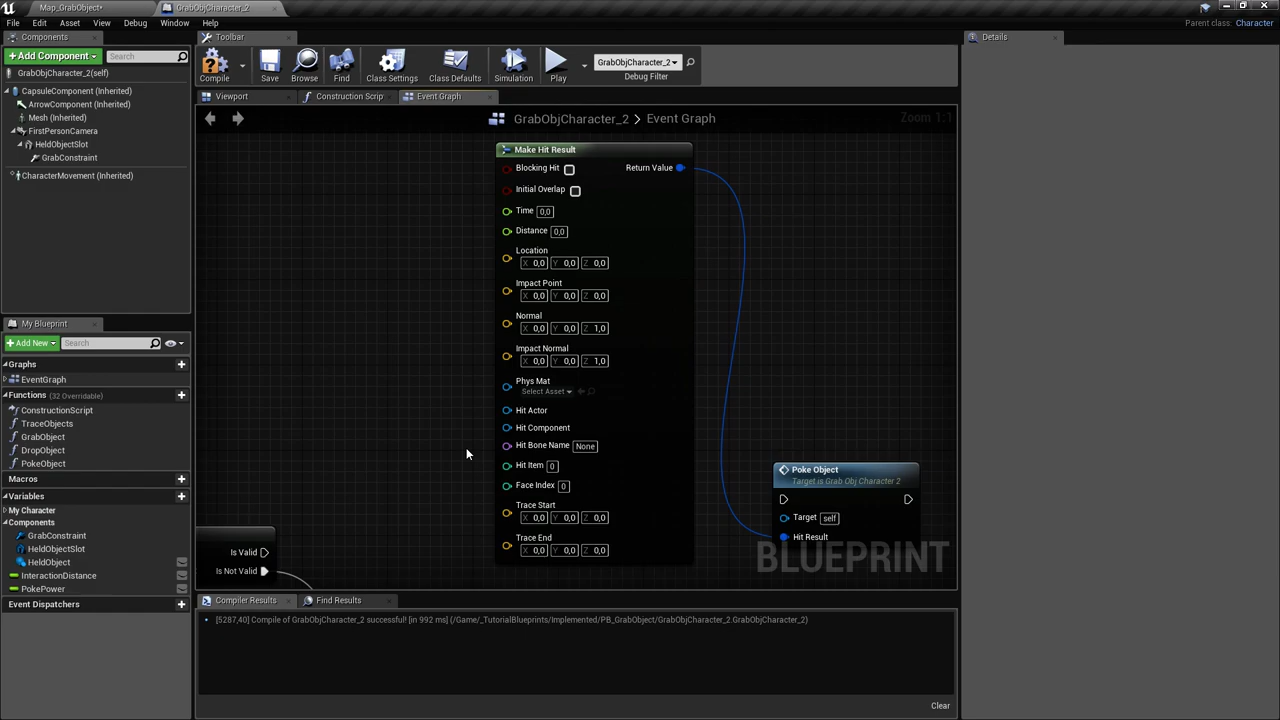 Map_GrabObject*
GrabObjCharacter_2
File Edit Asset View Debug Window Help
Parent class: Character
Components
+ Add Component
Search
GrabObjCharacter_2(self)
CapsuleComponent (Inherited)
ArrowComponent (Inherited)
Mesh (Inherited)
FirstPersonCamera
HeldObjectSlot
GrabConstraint
CharacterMovement (Inherited)
My Blueprint
+ Add New
Search
Graphs
EventGraph
Functions (32 Overridable)
ConstructionScript
TraceObjects
GrabObject
DropObject
PokeObject
Macros
Variables
My Character
Components
GrabConstraint
HeldObjectSlot
HeldObject
InteractionDistance
PokePower
Event Dispatchers
Toolbar
Compile
Save
Browse
Find
Class Settings
Class Defaults
Simulation
Play
GrabObjCharacter_2
Debug Filter
Viewport
Construction Scrip
Event Graph
GrabObjCharacter_2 > Event Graph
Zoom 1:1
Make Hit Result
Blocking Hit
Return Value
Initial Overlap
Time 0,0
Distance 0,0
Location
X 0,0 Y 0,0 Z 0,0
Impact Point
X 0,0 Y 0,0 Z 0,0
Normal
X 0,0 Y 0,0 Z 1,0
Impact Normal
X 0,0 Y 0,0 Z 1,0
Phys Mat
Select Asset
Hit Actor
Hit Component
Hit Bone Name None
Hit Item 0
Face Index 0
Trace Start
X 0,0 Y 0,0 Z 0,0
Trace End
X 0,0 Y 0,0 Z 0,0
Is Valid
Is Not Valid
Poke Object
Target is Grab Obj Character 2
Target self
Hit Result
BLUEPRINT
Compiler Results
Find Results
[5287,40] Compile of GrabObjCharacter_2 successful! [in 992 ms] (/Game/_TutorialBlueprints/Implemented/PB_GrabObject/GrabObjCharacter_2.GrabObjCharacter_2)
Clear
Details